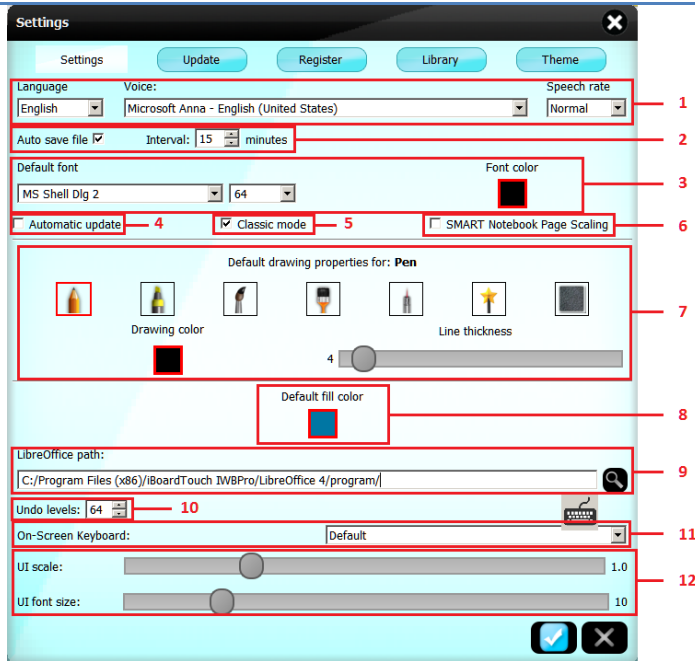 Settings
Settings Update Register Library Theme
Language Voice: Speech rate
English Microsoft Anna - English (United States) Normal 1
Auto save file Interval: 15 minutes 2
Default font Font color
MS Shell Dlg 2 64 3
Automatic update 4 Classic mode 5 SMART Notebook Page Scaling 6
Default drawing properties for: Pen
7
Drawing color Line thickness
4
Default fill color
8
LibreOffice path:
C:/Program Files (x86)/iBoardTouch IWBPro/LibreOffice 4/program/ 9
Undo levels: 64 10
On-Screen Keyboard: Default 11
UI scale: 1.0
12
UI font size: 10